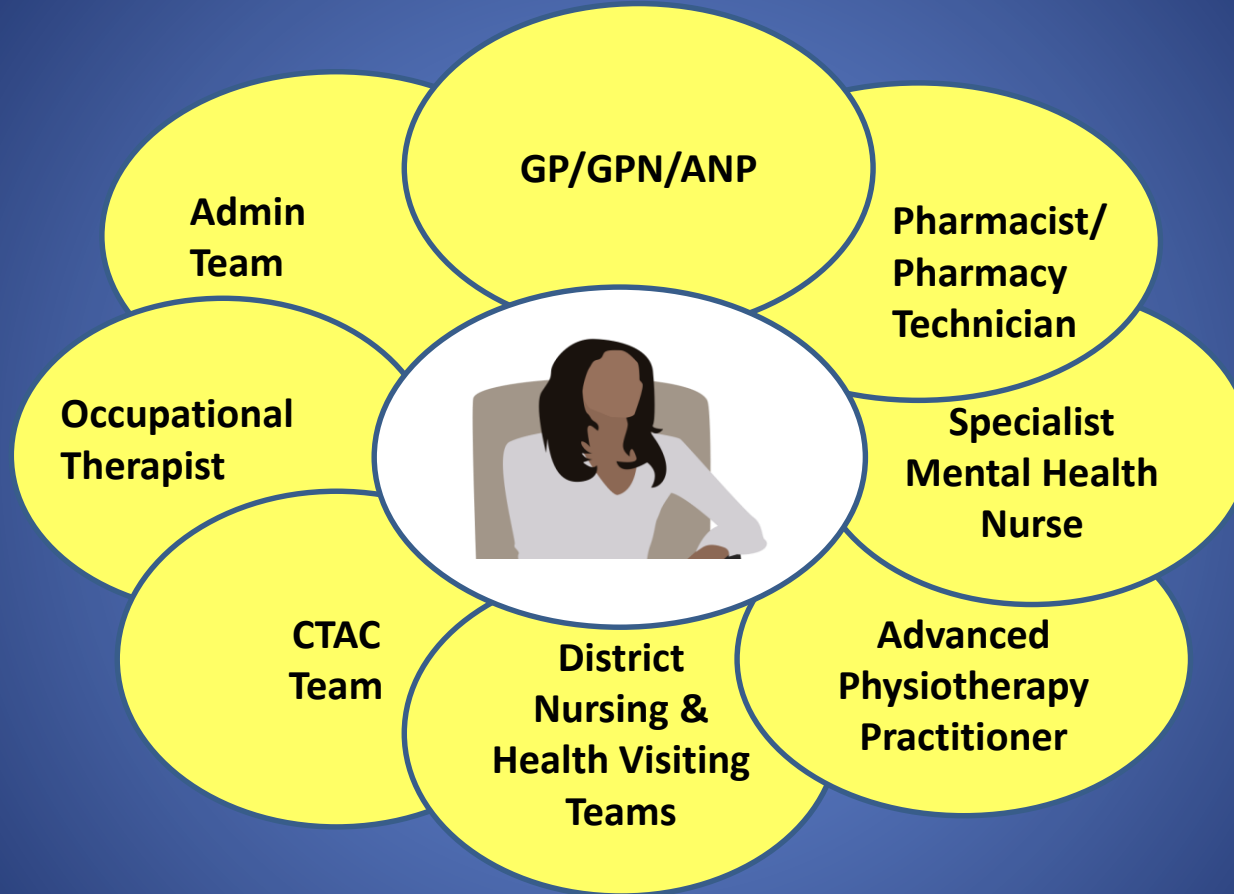 GP/GPN/ANP
Admin
Team
Pharmacist/
Pharmacy
Technician
Occupational
Therapist
Specialist
Mental Health
Nurse
CTAC
Team
District
Nursing &
Health Visiting
Teams
Advanced
Physiotherapy
Practitioner